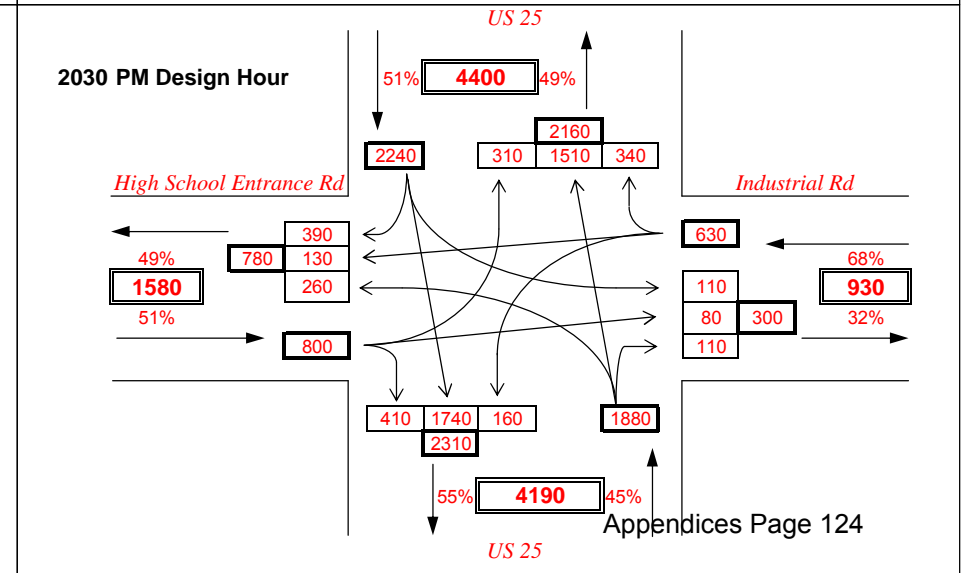 US 25
2030 PM Design Hour
51% 4400 49%
2160
2240 310 1510 340
High School Entrance Rd Industrial Rd
390 630
49% 780 130 68%
1580 260 110 930
51% 80 300 32%
800 110
410 1740 160 1880
2310
55% 4190 45%
Appendices Page 124
US 25